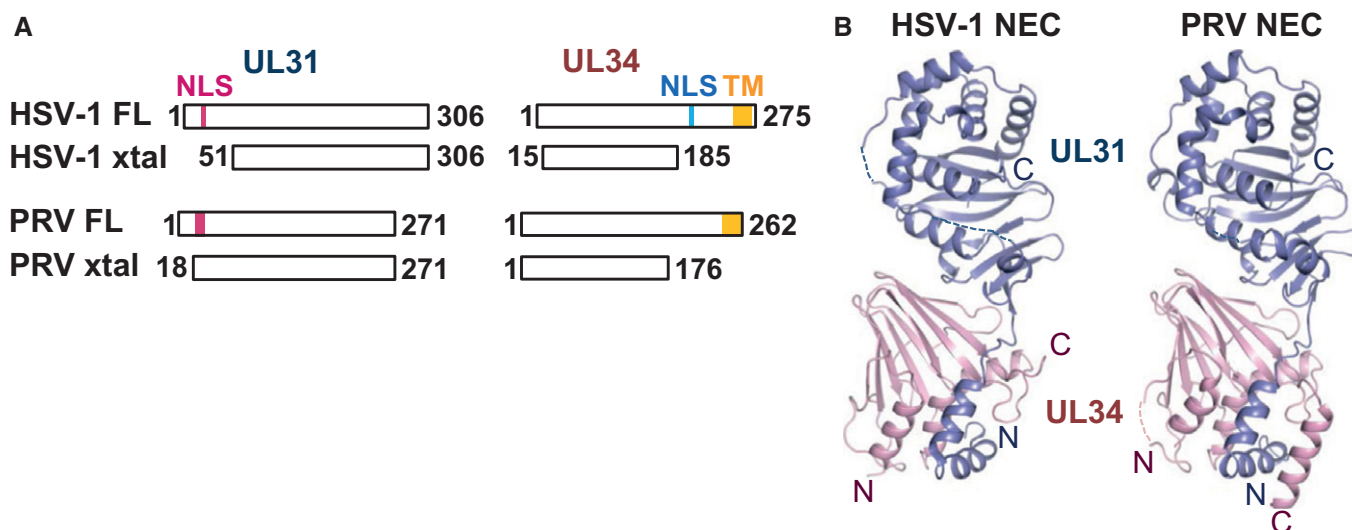 A
UL31 UL34
NLS NLS TM
HSV-1 FL 1 306 1 275
HSV-1 xtal 51 306 15 185
PRV FL 1 271 1 262
PRV xtal 18 271 1 176
B HSV-1 NEC PRV NEC
UL31
C C
C
UL34
N N
N N
C